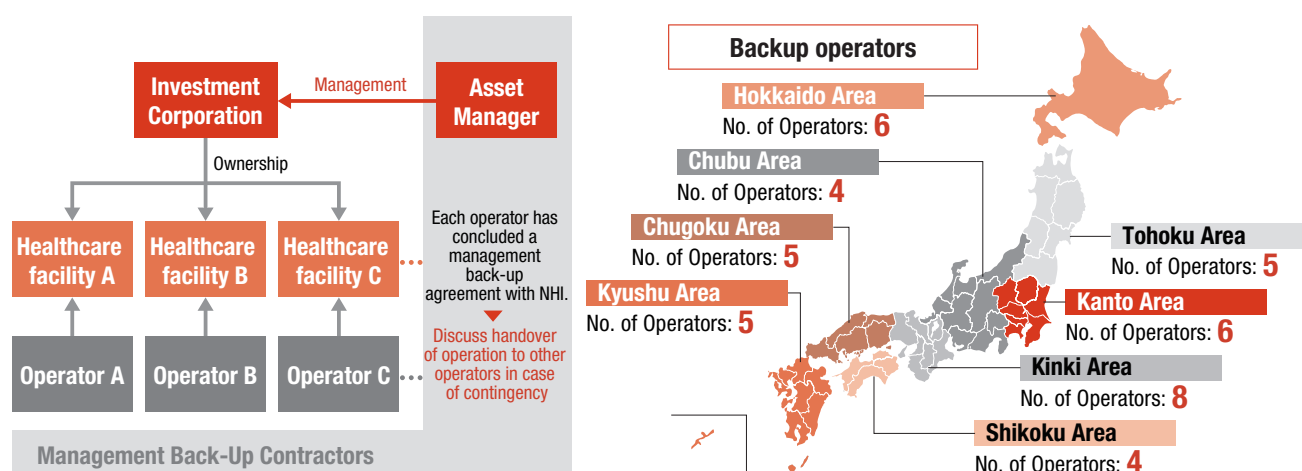 Investment
Corporation
Management
Asset
Manager
Ownership
Healthcare
facility A
Healthcare
facility B
Healthcare
facility C
Each operator has
concluded a
management
back-up
agreement with NHI.
Discuss handover
of operation to other
operators in case
of contingency
Operator A
Operator B
Operator C
Management Back-Up Contractors
Backup operators
Hokkaido Area
No. of Operators: 6
Chubu Area
No. of Operators: 4
Chugoku Area
No. of Operators: 5
Kyushu Area
No. of Operators: 5
Tohoku Area
No. of Operators: 5
Kanto Area
No. of Operators: 6
Kinki Area
No. of Operators: 8
Shikoku Area
No. of Operators: 4